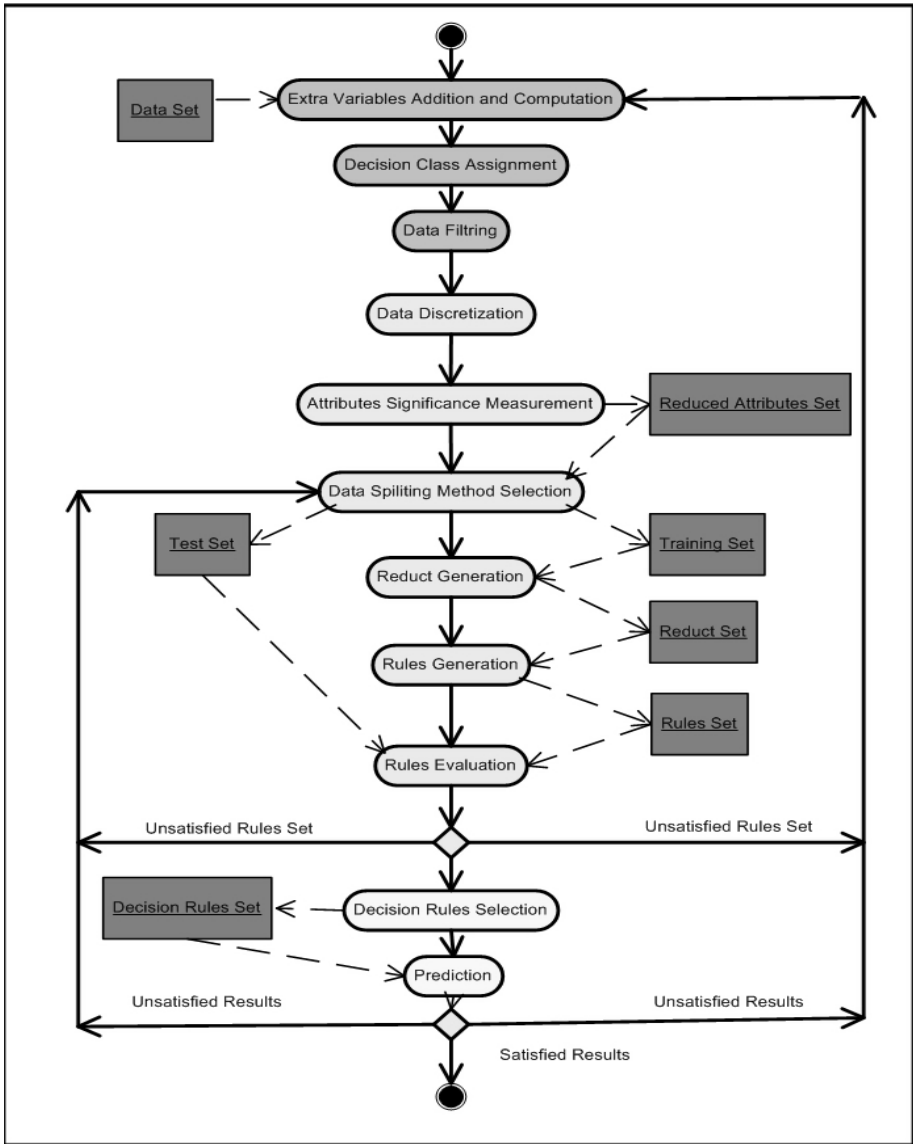 Extra Variables Addition and Computation
Data Set
Decision Class Assignment
Data Filtring
Data Discretization
Attributes Significance Measurement
Reduced Attributes Set
Data Spiliting Method Selection
Test Set
Training Set
Reduct Generation
Reduct Set
Rules Generation
Rules Set
Rules Evaluation
Unsatisfied Rules Set
Unsatisfied Rules Set
Decision Rules Set
Decision Rules Selection
Prediction
Unsatisfied Results
Unsatisfied Results
Satisfied Results